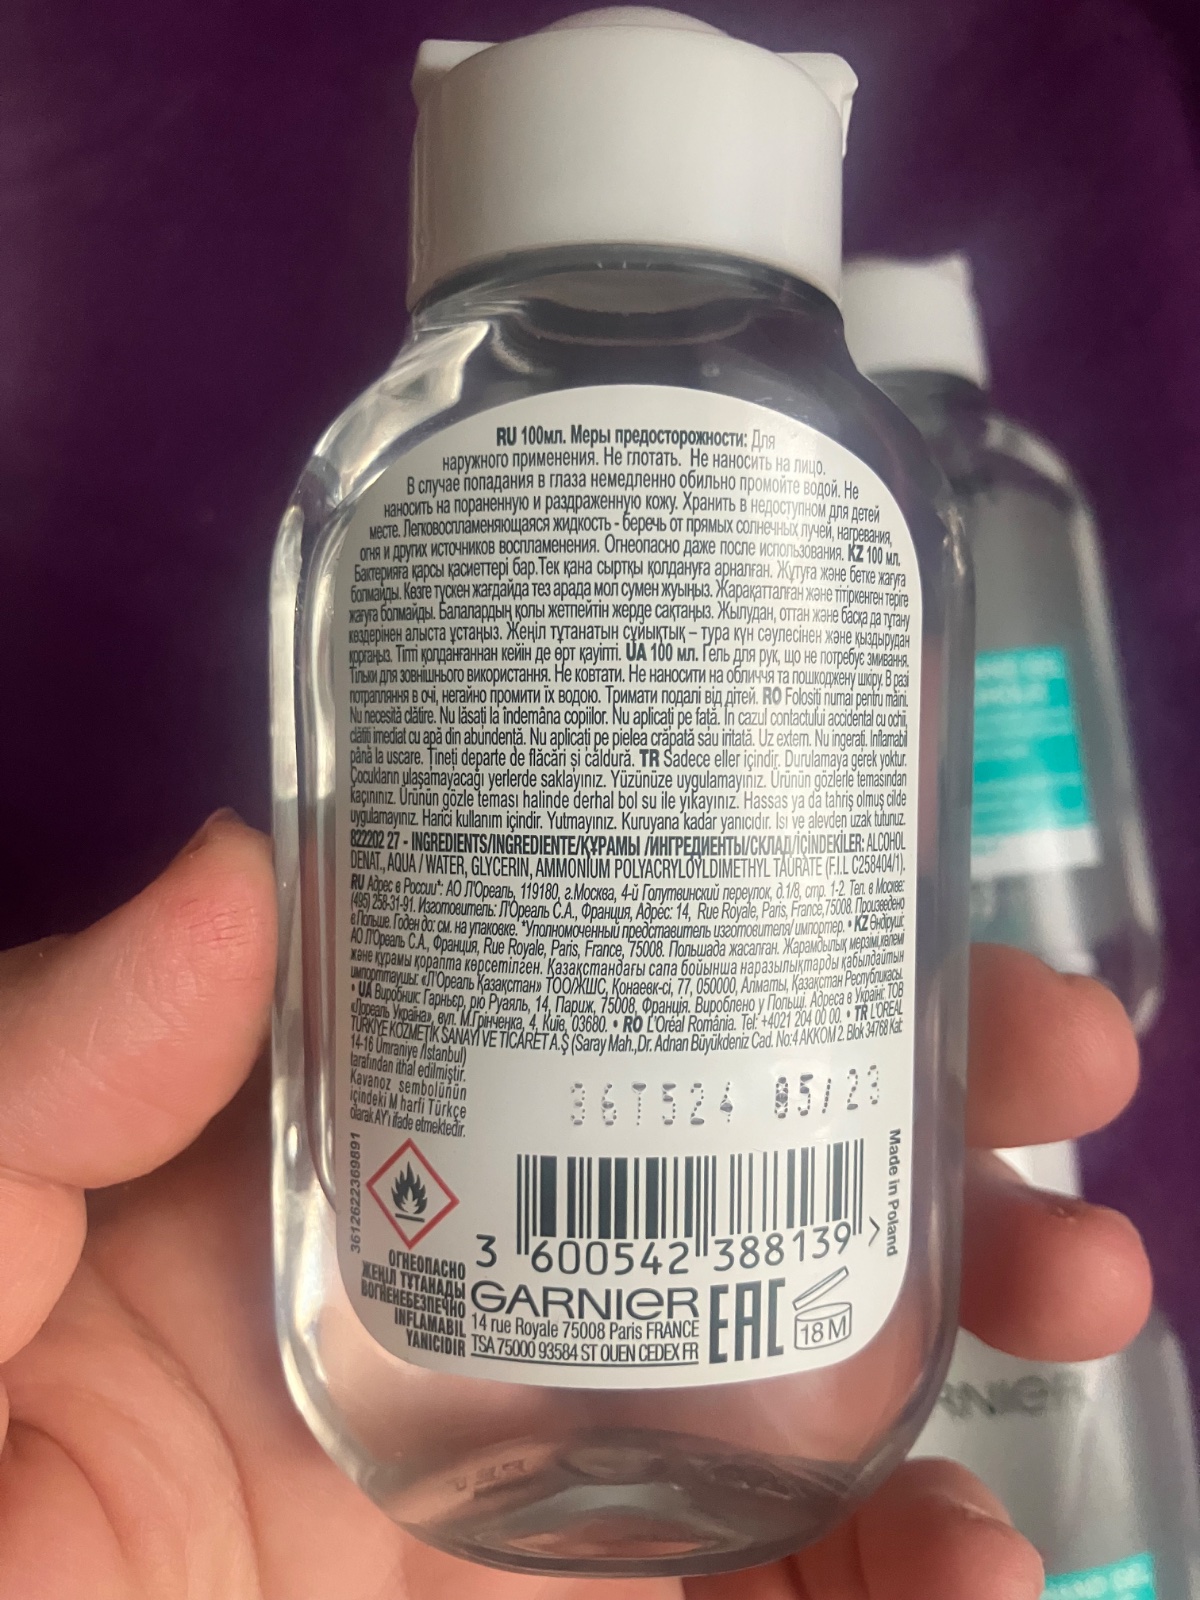 RU 100мл. Меры предосторожности: Для
наружного применения. Не глотать. Не наносить на лицо.
В случае попадания в глаза немедленно обильно промойте водой. Не
наносить на пораненную и раздраженную кожу. Хранить в недоступном для детей
месте. Легковоспламеняющаяся жидкость - беречь от прямых солнечных лучей, нагревания,
огня и других источников воспламенения. Огнеопасно даже после использования. KZ 100 мл.
Бактерияға қарсы қасиеттері бар.Тек қана сыртқы қолдануға арналған. Жұтуға және бетке жағуға
болмайды. Көзге түскен жағдайда тез арада мол сумен жуыңыз. Жарақатталған және тітіркенген теріге
жағуға болмайды. Балалардың қолы жетпейтін жерде сақтаңыз. Жылудан, оттан және басқа да тұтану
көздерінен алыста ұстаңыз. Жеңіл тұтанатын сұйықтық – тура күн сәулесінен және қыздырудан
қорғаңыз. Тіпті қолданғаннан кейін де өрт қауіпті. UA 100 мл. Гель для рук, що не потребує змивання.
Тільки для зовнішнього використання. Не ковтати. Не наносити на обличчя та пошкоджену шкіру. В разі
потрапляння в очі, негайно промити їх водою. Тримати подалі від дітей. RO Folosiți numai pentru mâini.
Nu necesită clătire. Nu lăsați la îndemâna copiilor. Nu aplicați pe față. În cazul contactului accidental cu ochii,
clătiți imediat cu apă din abundență. Nu aplicați pe pielea crăpată sau iritată. Uz extern. Nu ingerați. Inflamabil
până la uscare. Țineți departe de flăcări și căldură. TR Sadece eller içindir. Durulamaya gerek yoktur.
Çocukların ulaşamayacağı yerlerde saklayınız. Yüzünüze uygulamayınız. Ürünün gözlerle temasından
kaçınınız. Ürünün gözle teması halinde derhal bol su ile yıkayınız. Hassas ya da tahriş olmuş cilde
uygulamayınız. Harici kullanım içindir. Yutmayınız. Kuruyana kadar yanıcıdır. Isı ve alevden uzak tutunuz.
822202 27 - INGREDIENTS/INGREDIENTE/ҚҰРАМЫ /ИНГРЕДИЕНТЫ/СКЛАД/İÇİNDEKİLER: ALCOHOL
DENAT., AQUA / WATER, GLYCERIN, AMMONIUM POLYACRYLOYLDIMETHYL TAURATE (F.I.L. C258404/1).
RU Адрес в России*: АО Л'Ореаль, 119180, г.Москва, 4-й Голутвинский переулок, д.1/8, стр. 1-2. Тел. в Москве:
(495) 258-31-91. Изготовитель: Л'Ореаль С.А., Франция, Адрес: 14, Rue Royale, Paris, France,75008. Произведено
в Польше. Годен до: см. на упаковке. *Уполномоченный представитель изготовителя/ импортер. • KZ Өндіруші:
АО Л'Ореаль С.А., Франция, Rue Royale, Paris, France, 75008. Польшада жасалған. Жарамдылық мерзімі,көлемі
және құрамы қорапта көрсетілген. Қазақстандағы сапа бойынша наразылықтарды қабылдайтын
импорттаушы: «Л'Ореаль Қазақстан» ТОО/ЖШС, Конаевк-сі, 77, 050000, Алматы, Қазақстан Республикасы.
• UA Виробник: Гарньєр, рю Руаяль, 14, Париж, 75008, Франція. Вироблено у Польщі. Адреса в Україні: ТОВ
«Лореаль Україна», вул. М.Грінченка, 4, Київ, 03680. • RO L'Oréal România. Tel: +4021 204 00 00. • TR L'ORÉAL
TÜRKİYE KOZMETİK SANAYİ VE TİCARET A.Ş (Saray Mah.,Dr. Adnan Büyükdeniz Cad. No:4 AKKOM 2. Blok 34768 Kat:
14-16 Ümraniye /İstanbul)
tarafından ithal edilmiştir.
Kavanoz sembolünün
içindeki M harfi Türkçe
olarak AY'ı ifade etmektedir.
367524 05/23
3612622369891
Made in Poland
3 600542 388139 >
ОГНЕОПАСНО
ЖЕҢІЛ ТҰТАНАДЫ
ВОГНЕНЕБЕЗПЕЧНО
INFLAMABIL
YANICIDIR
GARNIER
14 rue Royale 75008 Paris FRANCE
TSA 75000 93584 ST OUEN CEDEX FR
EAC
18 M